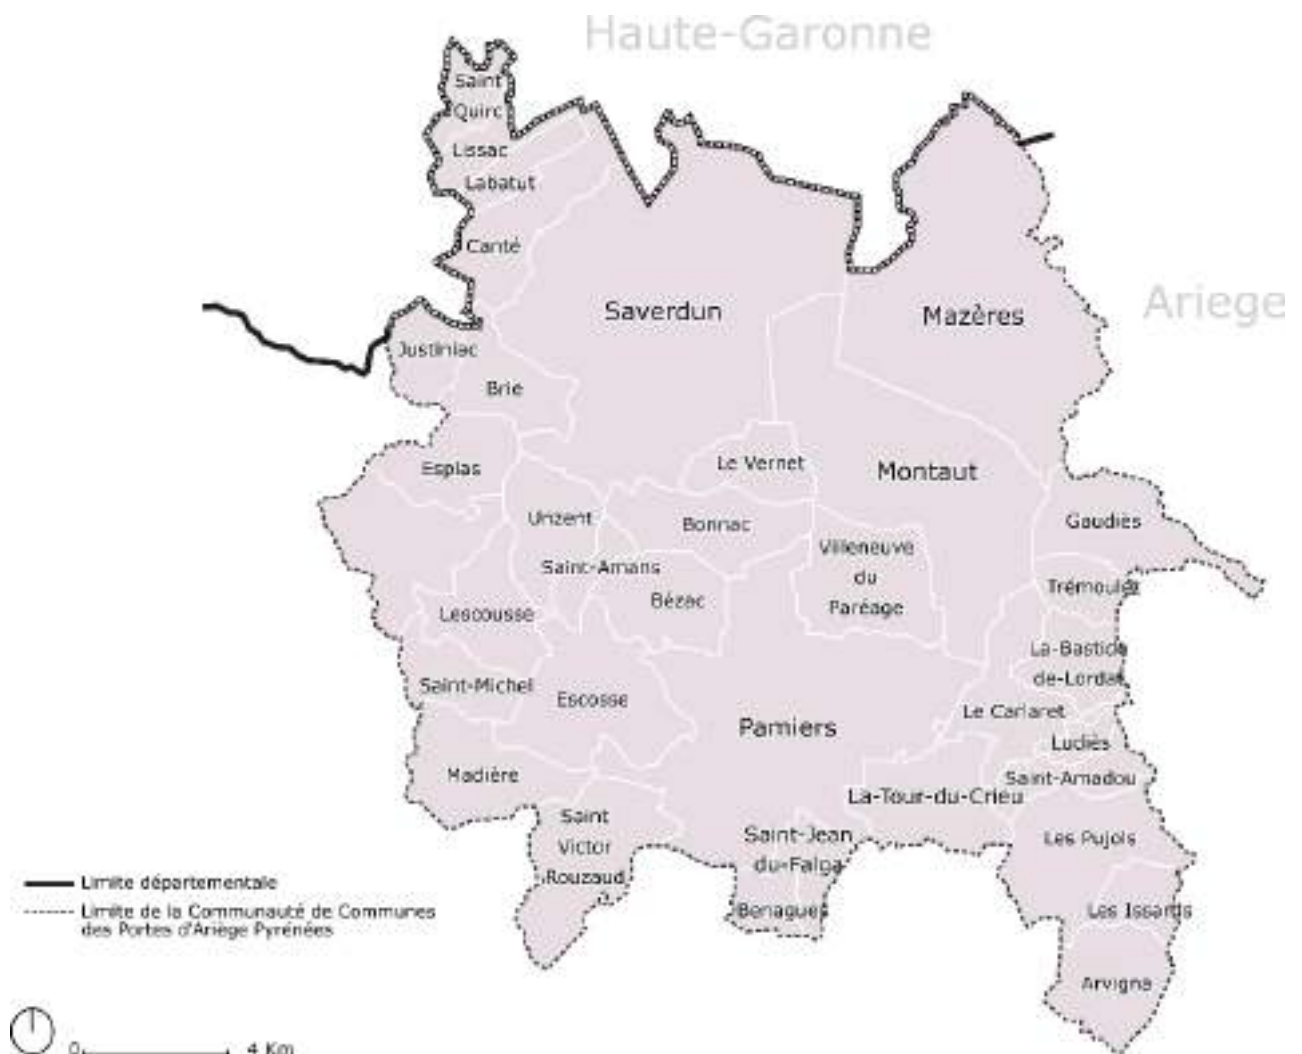 Haute-Garonne
Saint
Quirc
Lissac
Labatut
Canté
Saverdun
Mazères
Ariege
Justiniac
Brie
Esplas
Le Vernet
Montaut
Unzent
Bonnac
Gaudiès
Villeneuve
du
Paréage
Saint-Amans
Bézac
Trémoulet
Lescousse
La-Bastide
de-Lordat
Saint-Michel
Escosse
Le Carlaret
Pamiers
Ludiès
Madière
Saint-Amadou
La-Tour-du-Crieu
Saint
Victor
Rouzaud
Saint-Jean
du-Falga
Les Pujols
Benagues
Les Issards
Arvigna
Limite départementale
Limite de la Communauté de Communes
des Portes d'Ariège Pyrénées
0 4 Km